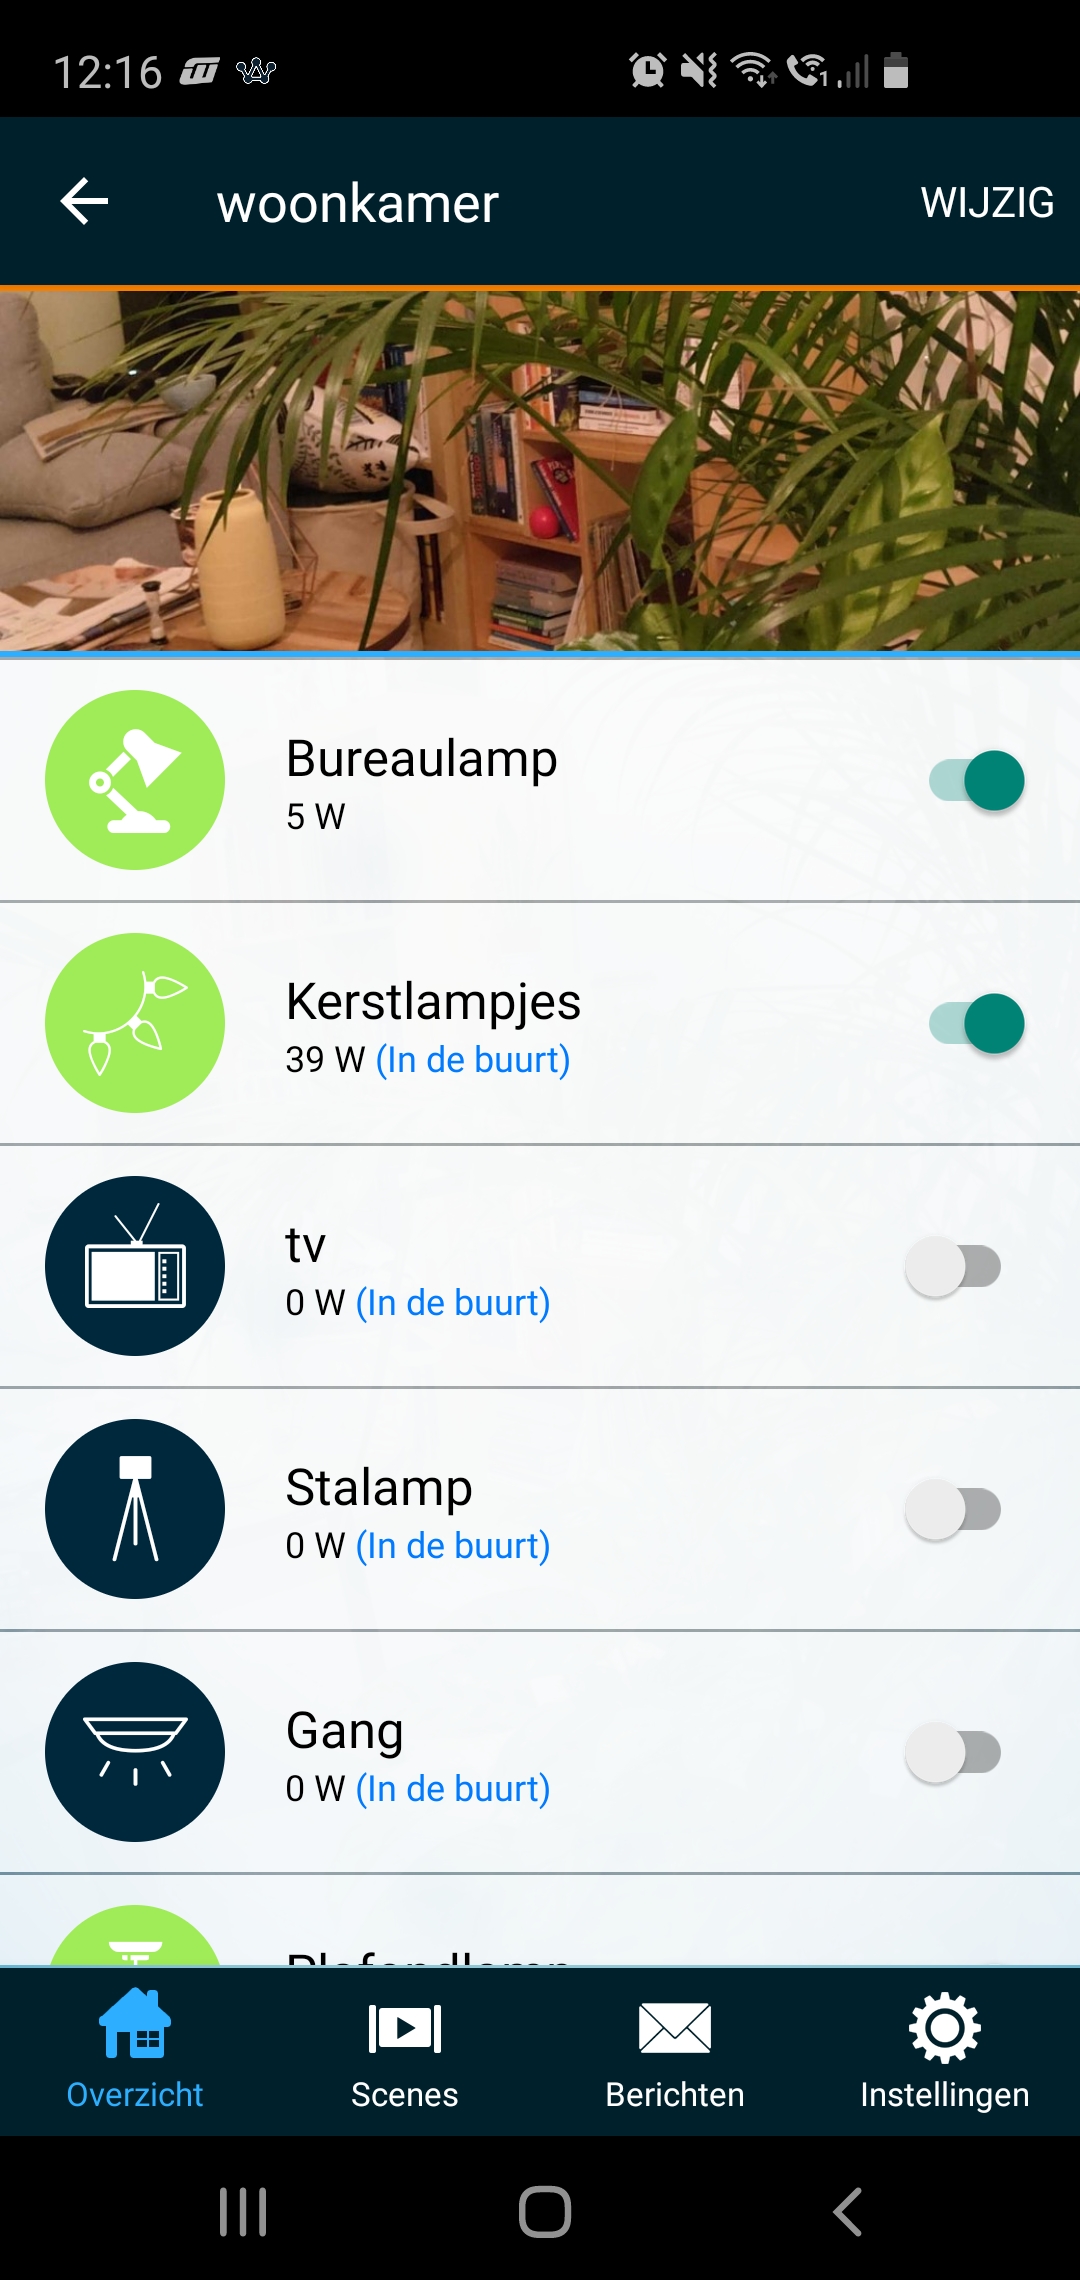 12:16
woonkamer
WIJZIG
Bureaulamp
5 W
Kerstlampjes
39 W (In de buurt)
tv
0 W (In de buurt)
Stalamp
0 W (In de buurt)
Gang
0 W (In de buurt)
Plafondlamp
Overzicht
Scenes
Berichten
Instellingen